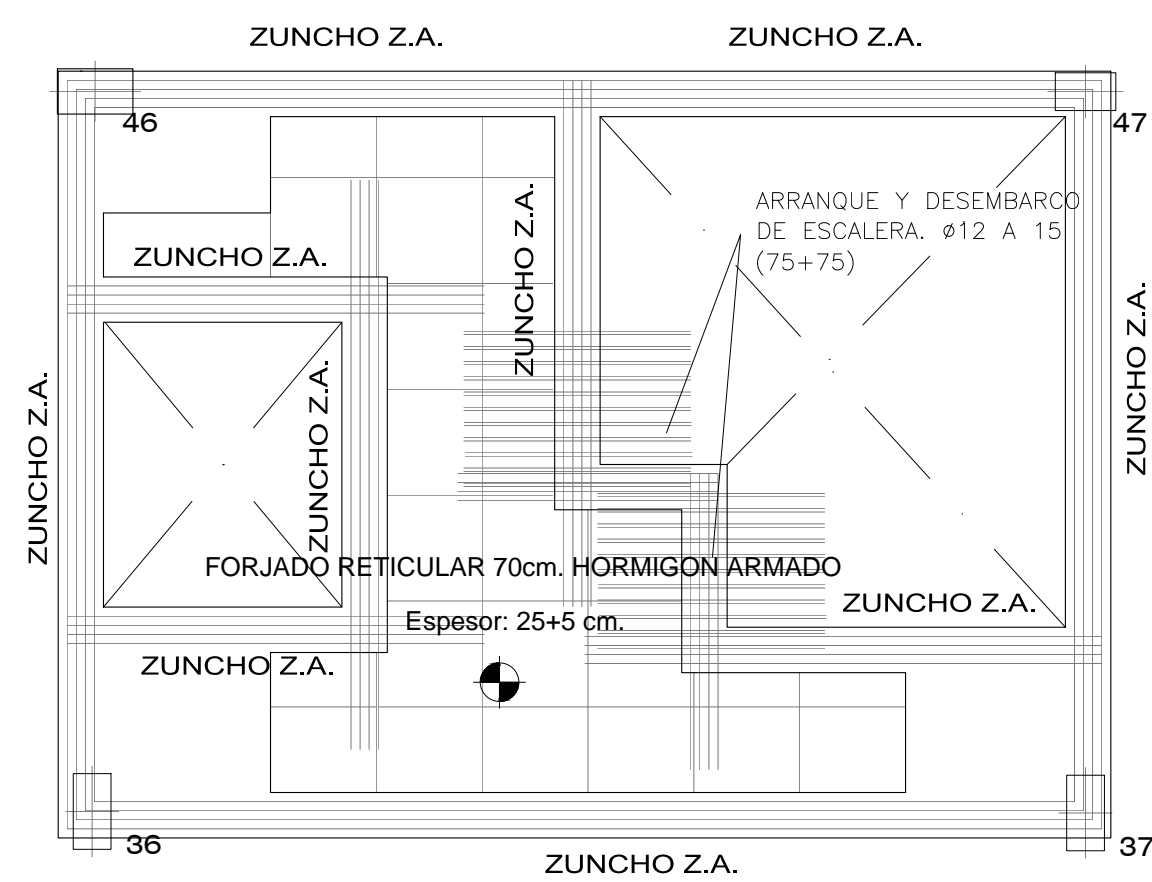 ZUNCHO Z.A.
ZUNCHO Z.A.
46
47
ARRANQUE Y DESEMBARCO
DE ESCALERA. ø12 A 15
(75+75)
ZUNCHO Z.A.
ZUNCHO Z.A.
ZUNCHO Z.A.
ZUNCHO Z.A.
ZUNCHO Z.A.
FORJADO RETICULAR 70cm. HORMIGON ARMADO
Espesor: 25+5 cm.
ZUNCHO Z.A.
ZUNCHO Z.A.
36
37
ZUNCHO Z.A.